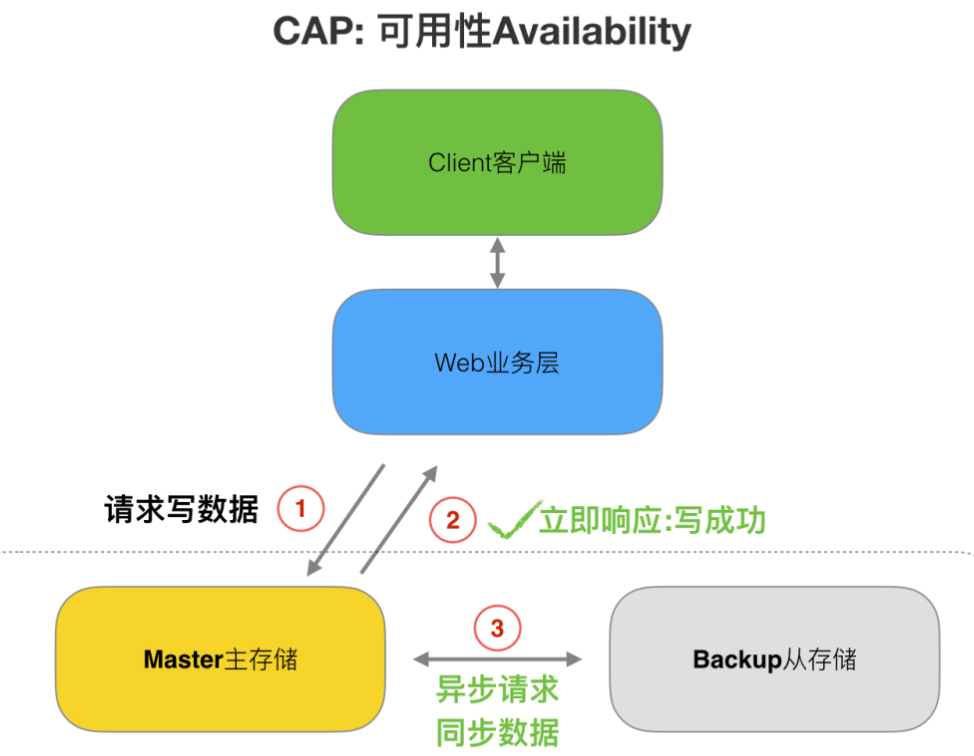 CAP: 可用性Availability
Client客户端
Web业务层
请求写数据
1
2
立即响应:写成功
Master主存储
3
异步请求
同步数据
Backup从存储